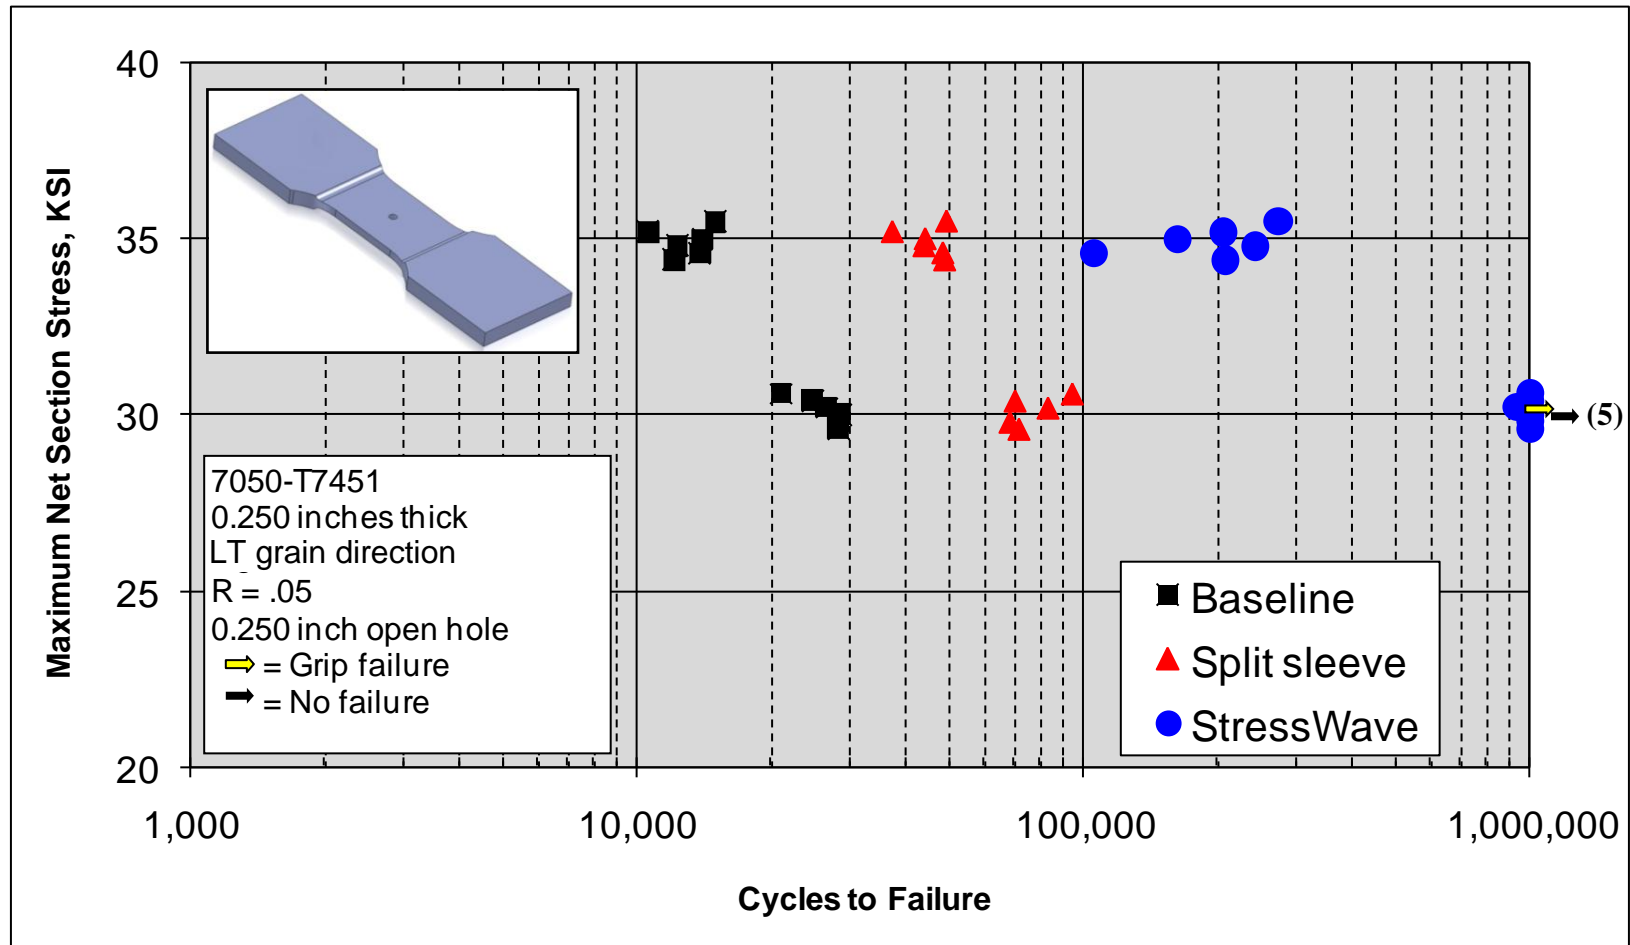 40
35
30
25
20
Maximum Net Section Stress, KSI
7050-T7451
0.250 inches thick
LT grain direction
R = .05
0.250 inch open hole
= Grip failure
= No failure
(5)
Baseline
Split sleeve
StressWave
1,000
10,000
100,000
1,000,000
Cycles to Failure